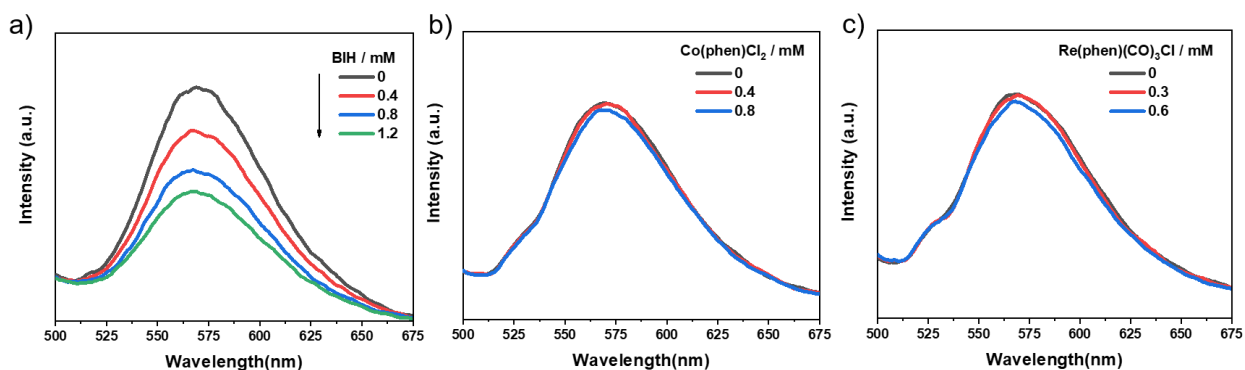 a)
BIH / mM
0
0.4
0.8
1.2
Intensity (a.u.)
500 525 550 575 600 625 650 675
Wavelength(nm)
b)
Co(phen)Cl₂ / mM
0
0.4
0.8
Intensity (a.u.)
500 525 550 575 600 625 650 675
Wavelength(nm)
c)
Re(phen)(CO)₃Cl / mM
0
0.3
0.6
Intensity (a.u.)
500 525 550 575 600 625 650 675
Wavelength(nm)